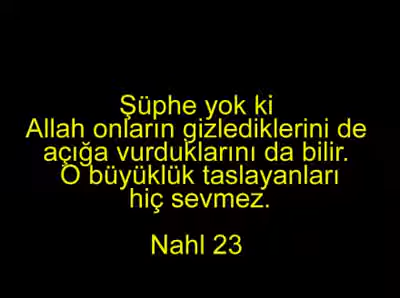 Şüphe yok ki
Allah onların gizlediklerini de
açığa vurduklarını da bilir.
O büyüklük taslayanları
hiç sevmez.
Nahl 23